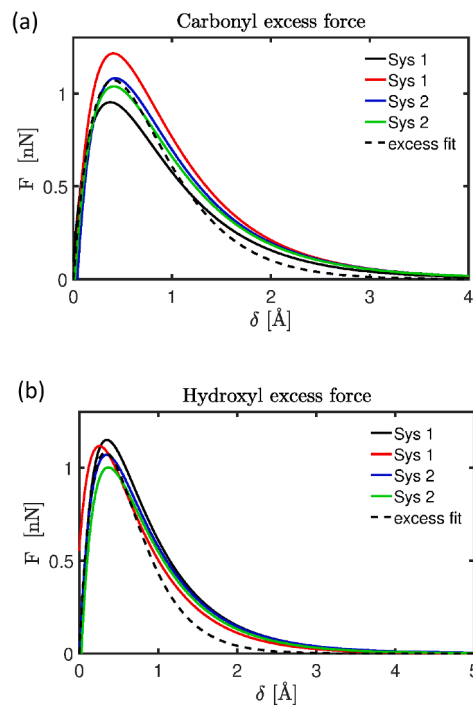 (a)
Carbonyl excess force
Sys 1
Sys 1
Sys 2
Sys 2
excess fit
1
0.5
0
F [nN]
0 1 2 3 4
δ [Å]
(b)
Hydroxyl excess force
Sys 1
Sys 1
Sys 2
Sys 2
excess fit
1
0.5
0
F [nN]
0 1 2 3 4 5
δ [Å]